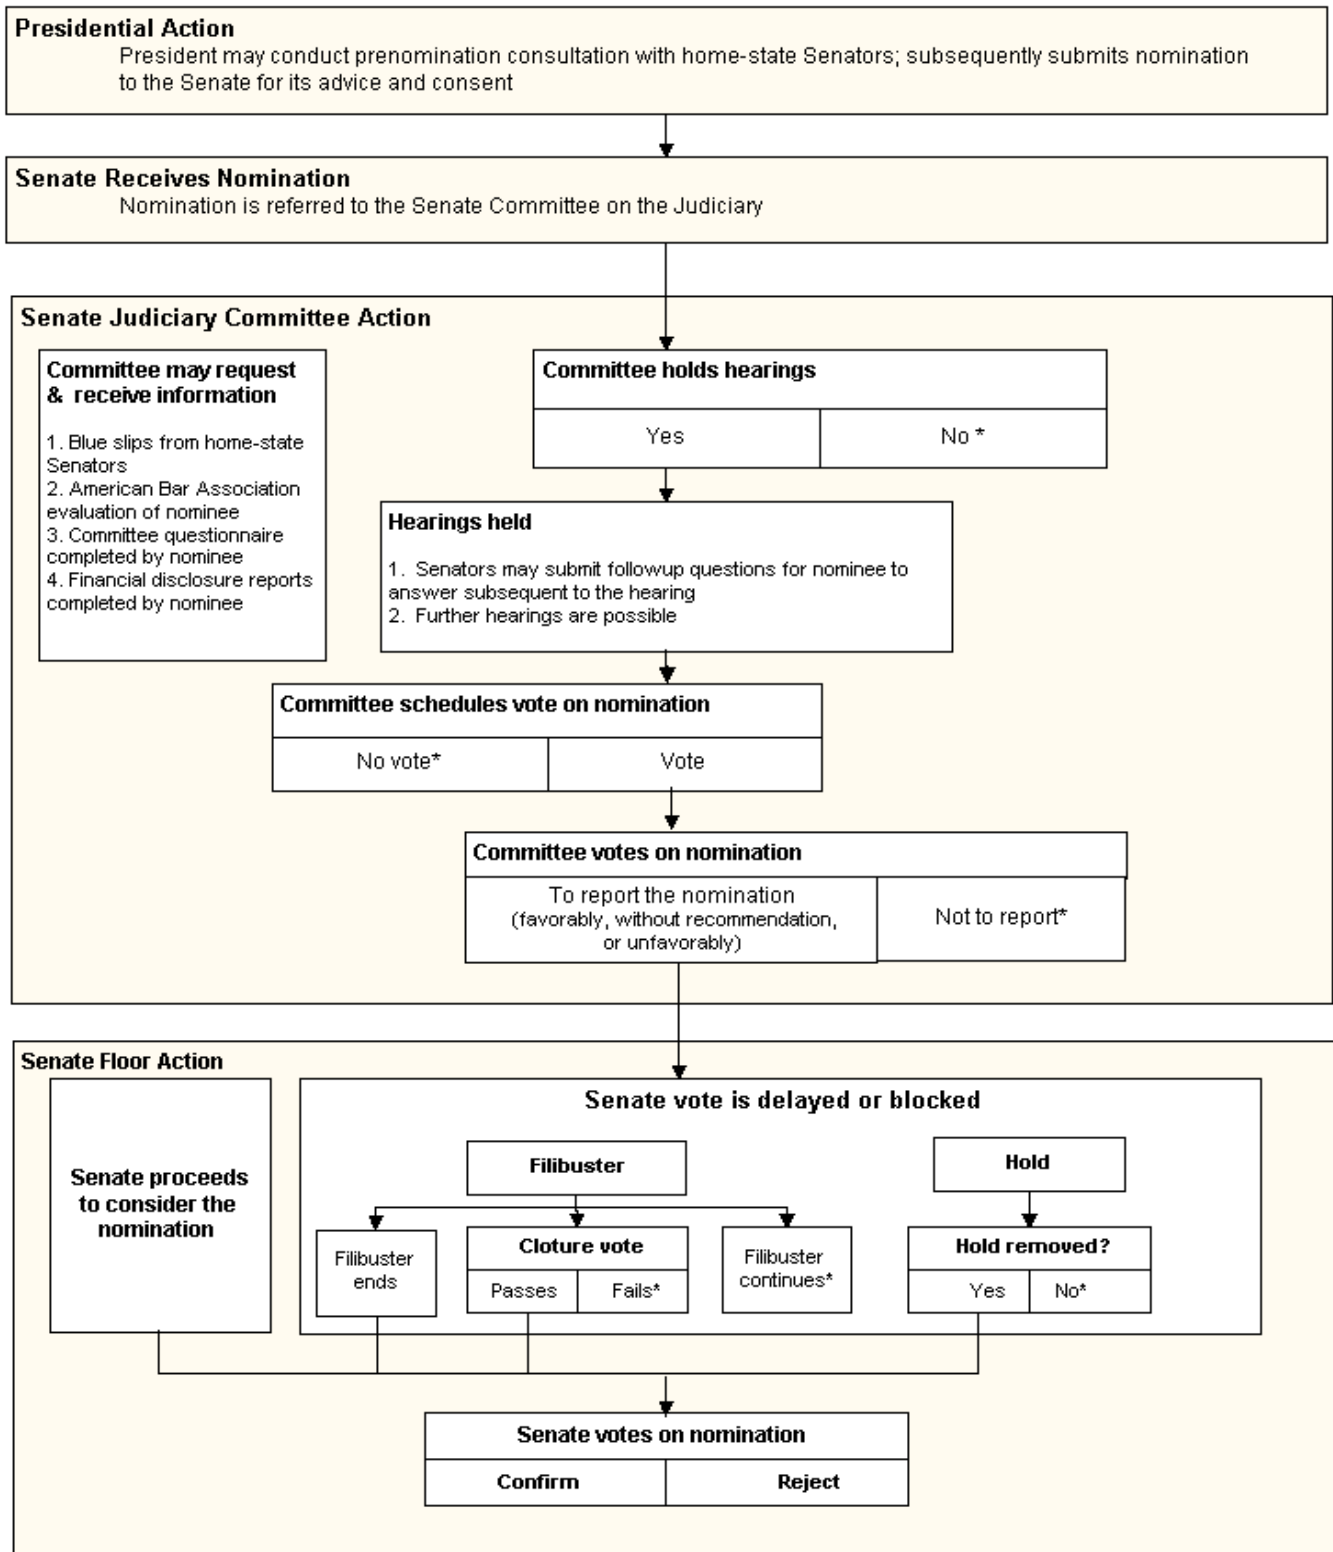 Presidential Action
President may conduct prenomination consultation with home-state Senators; subsequently submits nomination
to the Senate for its advice and consent
Senate Receives Nomination
Nomination is referred to the Senate Committee on the Judiciary
Senate Judiciary Committee Action
Committee may request
& receive information
1. Blue slips from home-state
Senators
2. American Bar Association
evaluation of nominee
3. Committee questionnaire
completed by nominee
4. Financial disclosure reports
completed by nominee
Committee holds hearings
Yes
No *
Hearings held
1. Senators may submit followup questions for nominee to
answer subsequent to the hearing
2. Further hearings are possible
Committee schedules vote on nomination
No vote*
Vote
Committee votes on nomination
To report the nomination
(favorably, without recommendation,
or unfavorably)
Not to report*
Senate Floor Action
Senate proceeds
to consider the
nomination
Senate vote is delayed or blocked
Filibuster
Hold
Filibuster
ends
Cloture vote
Passes
Fails*
Filibuster
continues*
Hold removed?
Yes
No*
Senate votes on nomination
Confirm
Reject